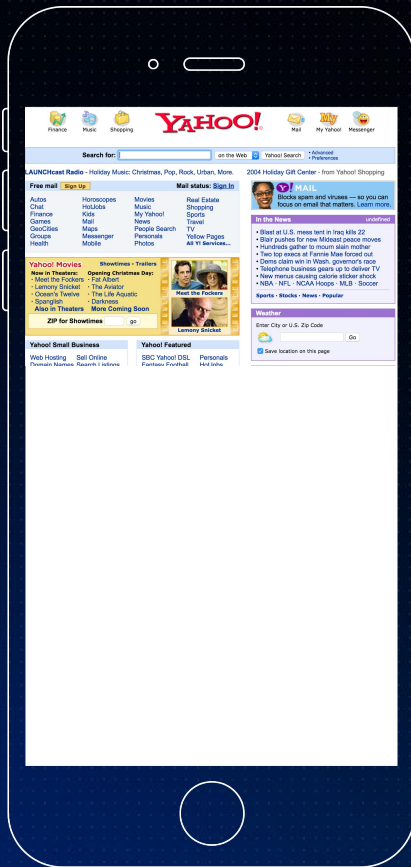 YAHOO!
Finance Music Shopping
Mail My Yahoo! Messenger
Search for: on the Web Yahoo! Search • Advanced • Preferences
LAUNCHcast Radio - Holiday Music: Christmas, Pop, Rock, Urban, More.
2004 Holiday Gift Center - from Yahoo! Shopping
Free mail Sign Up Mail status: Sign In
Autos Horoscopes Movies Real Estate
Chat HotJobs Music Shopping
Finance Kids My Yahoo! Sports
Games Mail News Travel
GeoCities Maps People Search TV
Groups Messenger Personals Yellow Pages
Health Mobile Photos All Y! Services...
Yahoo! Movies Showtimes - Trailers
Now in Theaters: Opening Christmas Day:
· Meet the Fockers · Fat Albert
· Lemony Snicket · The Aviator
· Ocean's Twelve · The Life Aquatic
· Spanglish · Darkness
Also in Theaters More Coming Soon
ZIP for Showtimes go
Meet the Fockers
Lemony Snicket
Yahoo! Small Business
Web Hosting Sell Online
Domain Names Search Listings
Yahoo! Featured
SBC Yahoo! DSL Personals
Fantasy Football HotJobs
Y! MAIL
Blocks spam and viruses — so you can
focus on email that matters. Learn more.
In the News undefined
• Blast at U.S. mess tent in Iraq kills 22
• Blair pushes for new Mideast peace moves
• Hundreds gather to mourn slain mother
• Two top execs at Fannie Mae forced out
• Dems claim win in Wash. governor's race
• Telephone business gears up to deliver TV
• New menus causing calorie sticker shock
• NBA · NFL · NCAA Hoops · MLB · Soccer
Sports - Stocks - News - Popular
Weather
Enter City or U.S. Zip Code
Go
Save location on this page